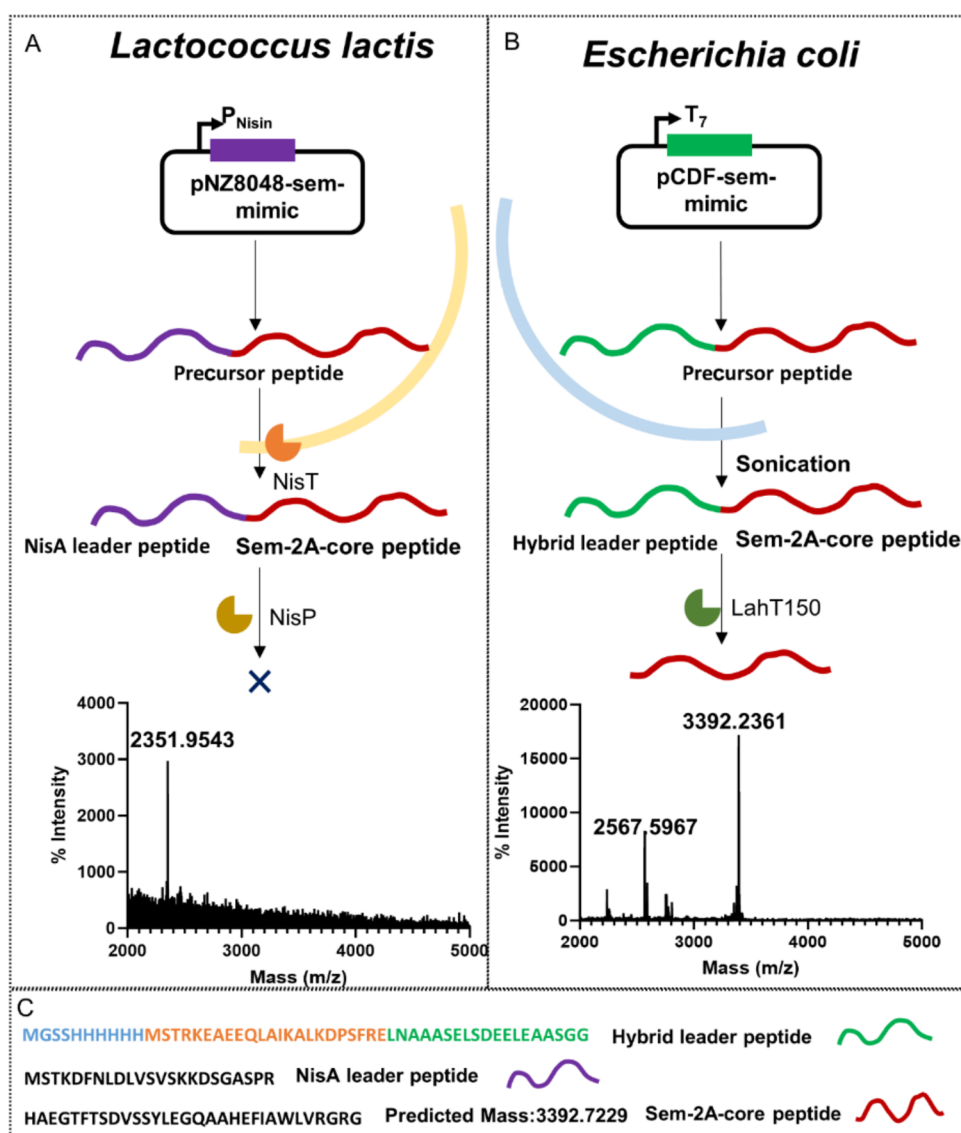 A
Lactococcus lactis
PNisin
pNZ8048-sem-
mimic
Precursor peptide
NisT
NisA leader peptide
Sem-2A-core peptide
NisP
4000
3000
2000
1000
0
% Intensity
2351.9543
2000
3000
4000
5000
Mass (m/z)
B
Escherichia coli
T7
pCDF-sem-
mimic
Precursor peptide
Sonication
Hybrid leader peptide
Sem-2A-core peptide
LahT150
20000
15000
10000
5000
0
% Intensity
3392.2361
2567.5967
2000
3000
4000
5000
Mass (m/z)
C
MGSSHHHHHHMSTRKEAEEQLAIKALKDPSFRELNAAASELSDEELEAASGG Hybrid leader peptide
MSTKDFNLDLVSVSKKDSGASPR NisA leader peptide
HAEGTFTSDVSSYLEGQAAHEFIAWLVRGRG Predicted Mass:3392.7229 Sem-2A-core peptide